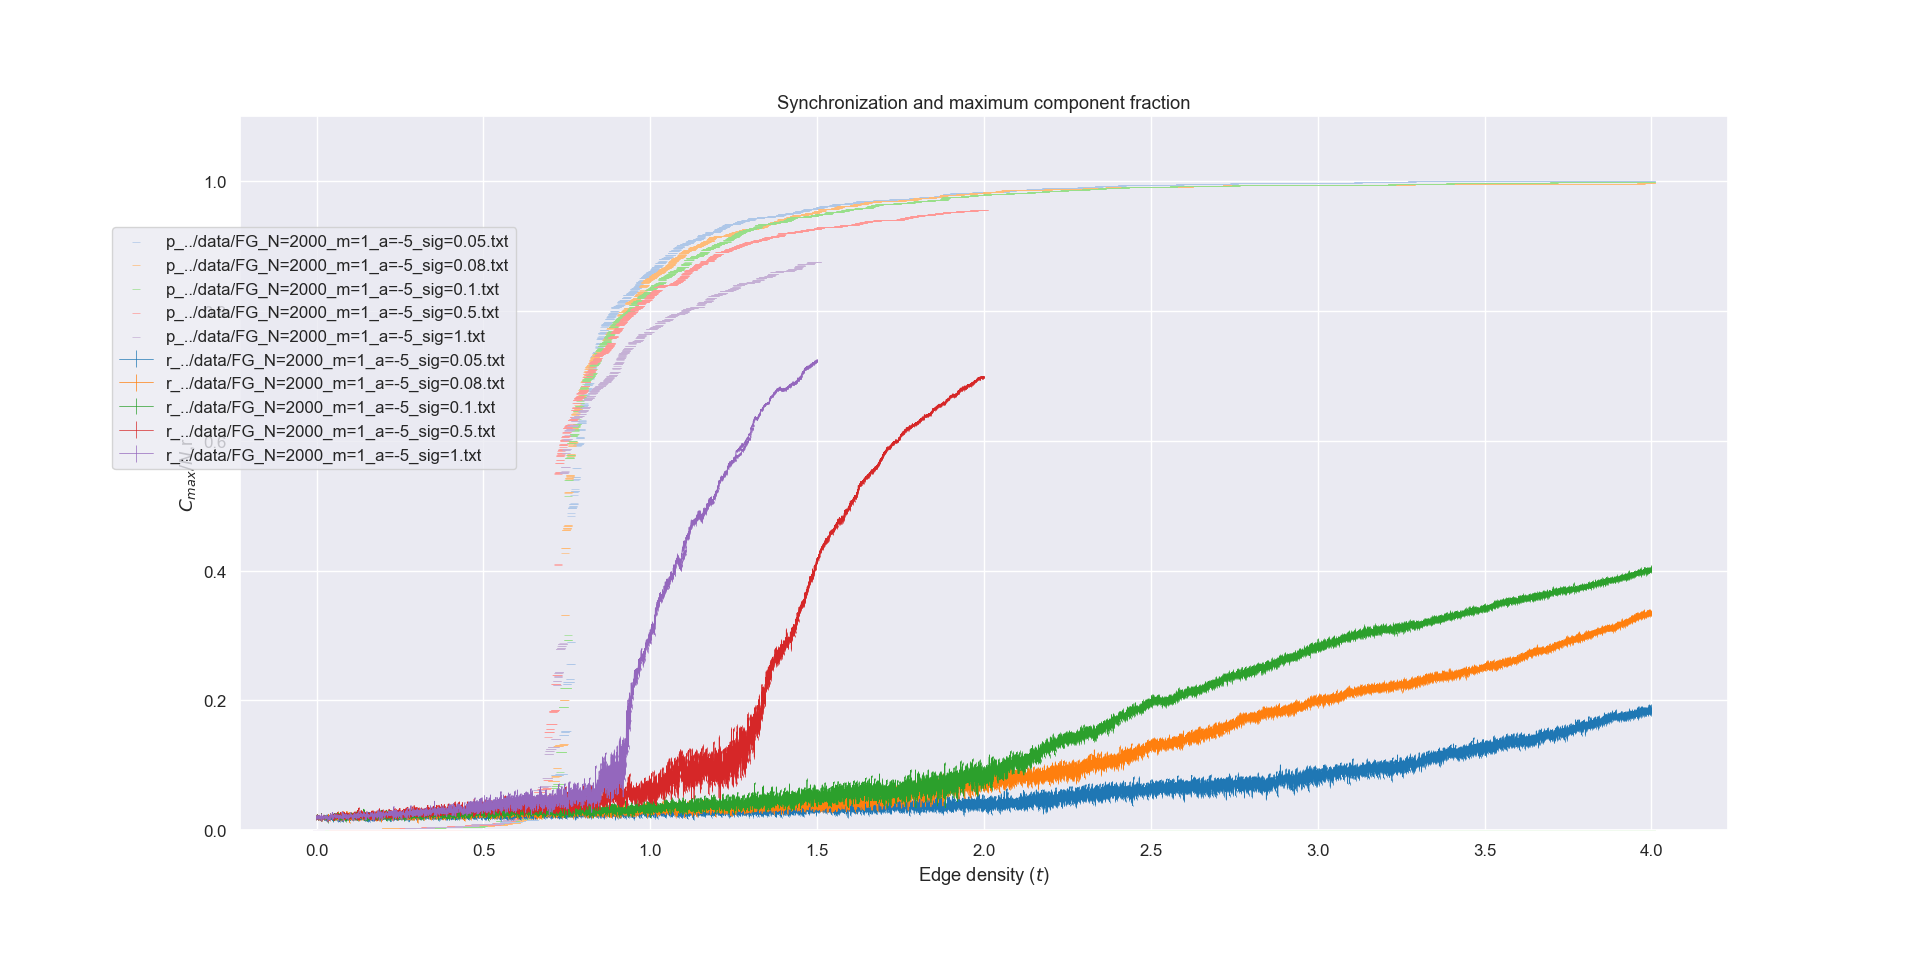 Synchronization and maximum component fraction
1.0
p_../data/FG_N=2000_m=1_a=-5_sig=0.05.txt
p_../data/FG_N=2000_m=1_a=-5_sig=0.08.txt
p_../data/FG_N=2000_m=1_a=-5_sig=0.1.txt
p_../data/FG_N=2000_m=1_a=-5_sig=0.5.txt
p_../data/FG_N=2000_m=1_a=-5_sig=1.txt
r_../data/FG_N=2000_m=1_a=-5_sig=0.05.txt
r_../data/FG_N=2000_m=1_a=-5_sig=0.08.txt
r_../data/FG_N=2000_m=1_a=-5_sig=0.1.txt
r_../data/FG_N=2000_m=1_a=-5_sig=0.5.txt
r_../data/FG_N=2000_m=1_a=-5_sig=1.txt
0.6
C_max/N, r
0.4
0.2
0.0
0.0 0.5 1.0 1.5 2.0 2.5 3.0 3.5 4.0
Edge density (t)